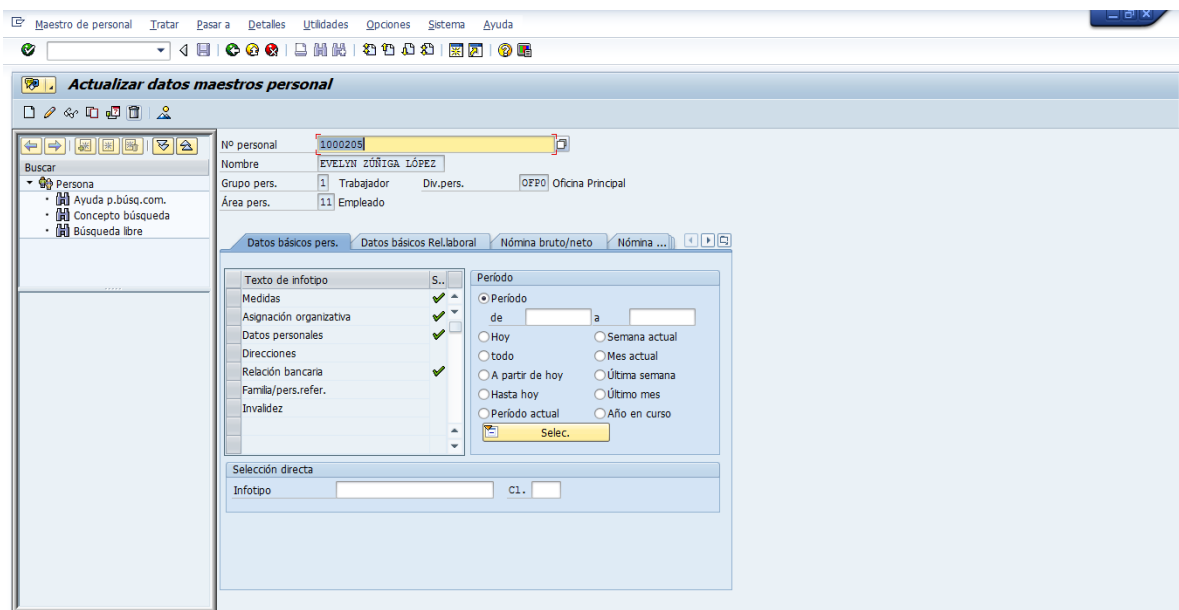 Maestro de personal Tratar Pasar a Detalles Utilidades Opciones Sistema Ayuda
Actualizar datos maestros personal
Buscar
Persona
Ayuda p.búsq.com.
Concepto búsqueda
Búsqueda libre
Nº personal 1000205
Nombre EVELYN ZÚÑIGA LÓPEZ
Grupo pers. 1 Trabajador Div.pers. OFP0 Oficina Principal
Área pers. 11 Empleado
Datos básicos pers. Datos básicos Rel.laboral Nómina bruto/neto Nómina ...
Texto de infotipo S..
Medidas
Asignación organizativa
Datos personales
Direcciones
Relación bancaria
Familia/pers.refer.
Invalidez
Período
Período
de a
Hoy Semana actual
todo Mes actual
A partir de hoy Última semana
Hasta hoy Último mes
Período actual Año en curso
Selec.
Selección directa
Infotipo Cl.